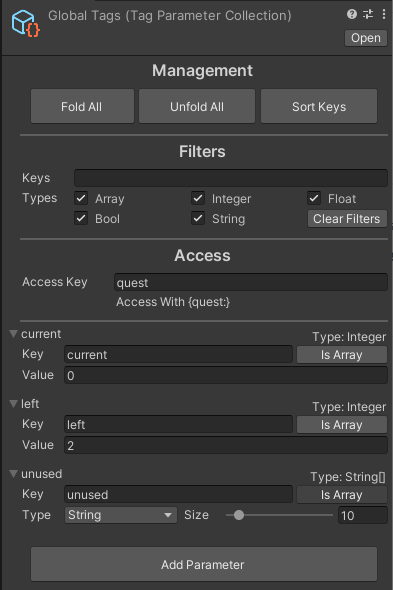 Global Tags (Tag Parameter Collection)
Open
Management
Fold All Unfold All Sort Keys
Filters
Keys
Types Array Integer Float
Bool String Clear Filters
Access
Access Key quest
Access With {quest:}
current Type: Integer
Key current Is Array
Value 0
left Type: Integer
Key left Is Array
Value 2
unused Type: String[]
Key unused Is Array
Type String Size 10
Add Parameter